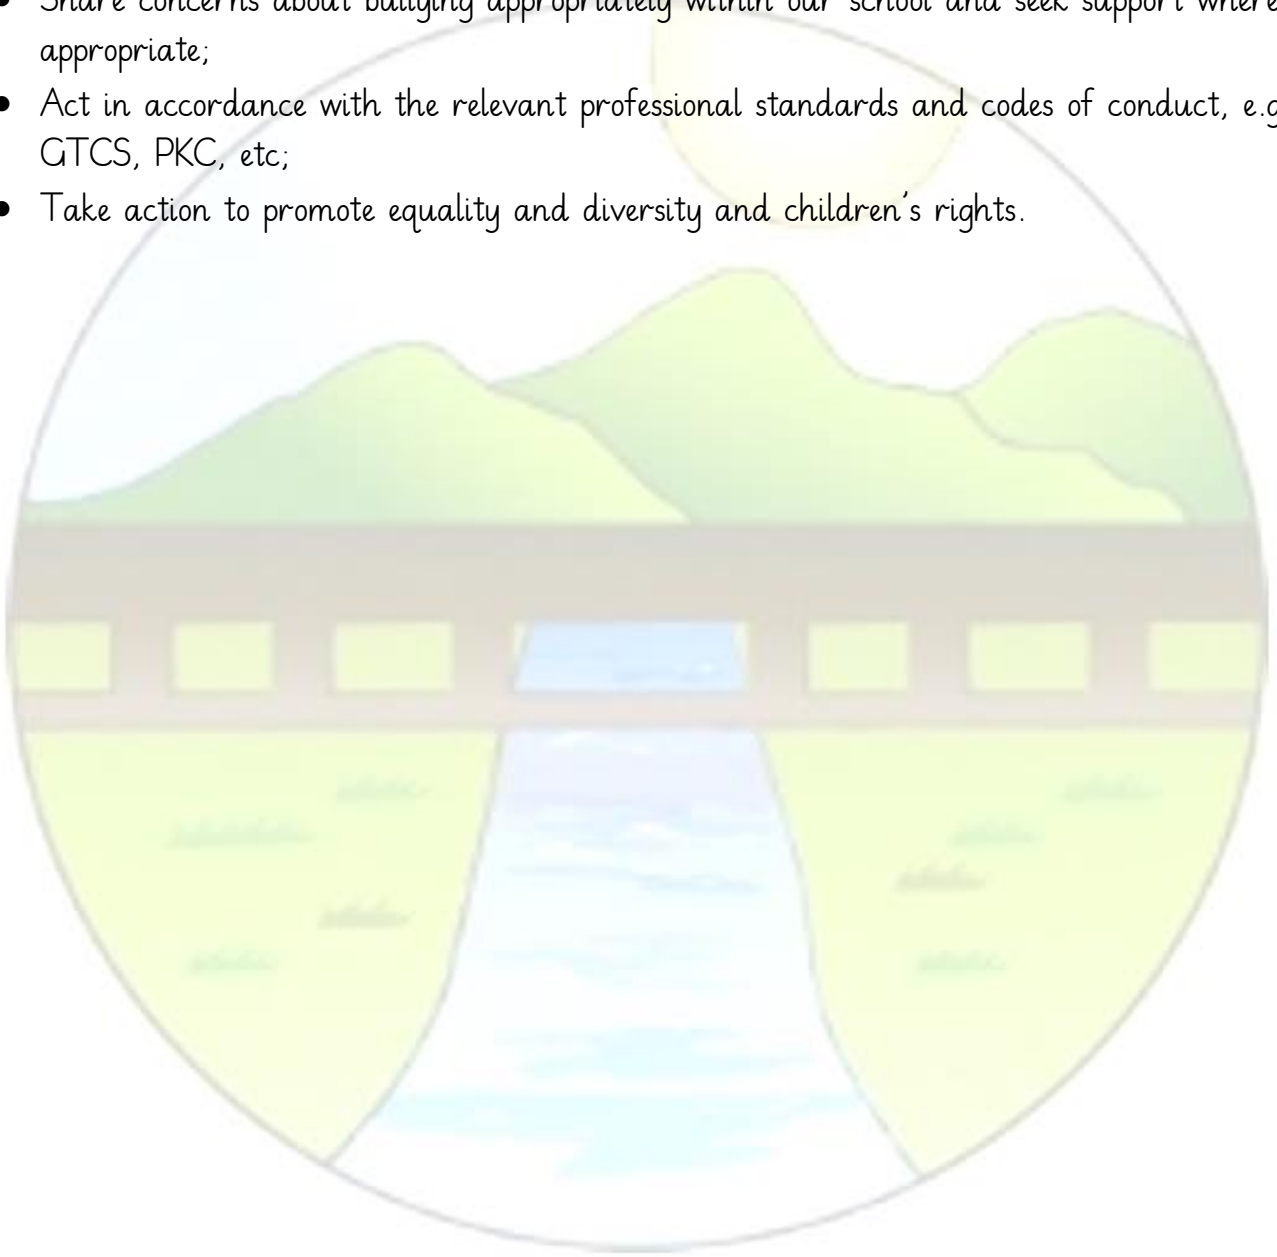 Share concerns about bullying appropriately within our school and seek support where
appropriate;
• Act in accordance with the relevant professional standards and codes of conduct, e.g
GTCS, PKC, etc;
• Take action to promote equality and diversity and children's rights.